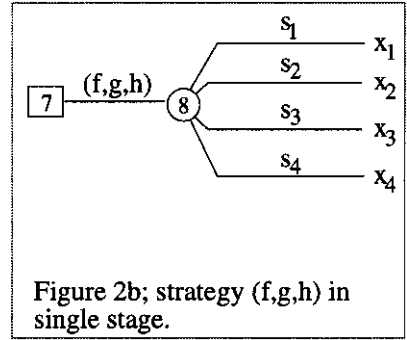 s1
x1
(f,g,h)
s2
x2
7
8
s3
x3
s4
x4
Figure 2b; strategy (f,g,h) in
single stage.